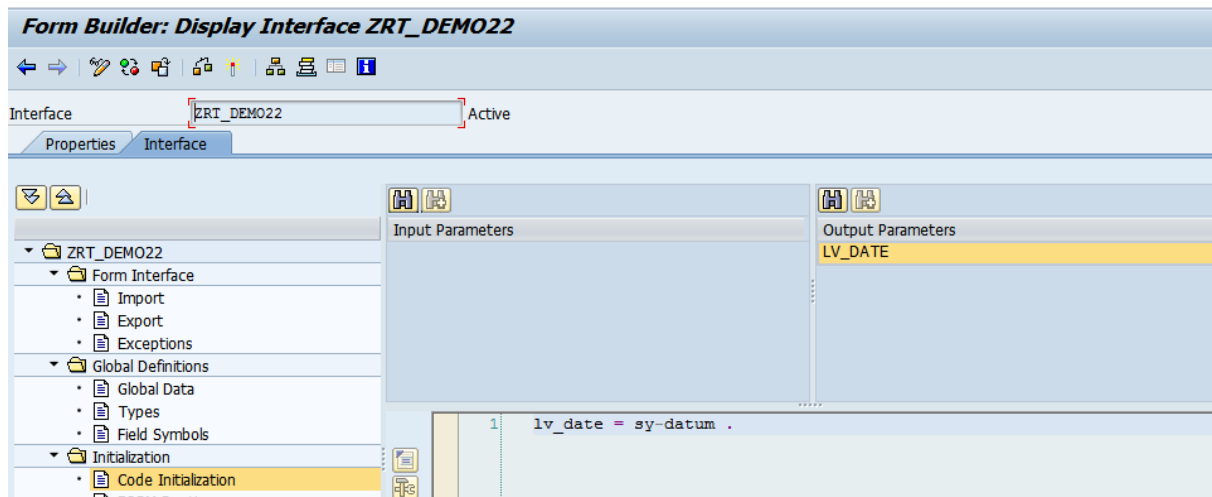 Form Builder: Display Interface ZRT_DEMO22
Interface ZRT_DEMO22 Active
Properties Interface
Input Parameters
Output Parameters
LV_DATE
ZRT_DEMO22
Form Interface
Import
Export
Exceptions
Global Definitions
Global Data
Types
Field Symbols
Initialization
Code Initialization
1 lv_date = sy-datum .